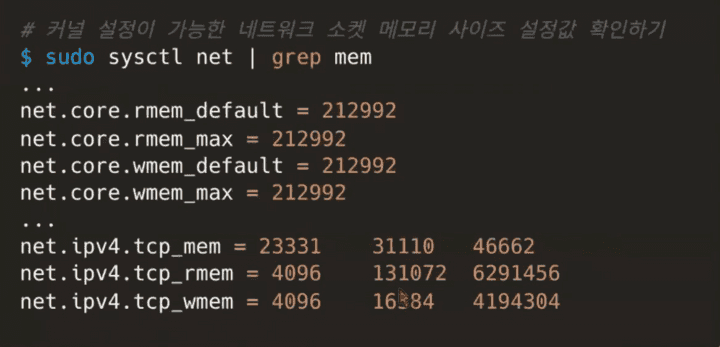 # 커널 설정이 가능한 네트워크 소켓 메모리 사이즈 설정값 확인하기
$ sudo sysctl net | grep mem
...
net.core.rmem_default = 212992
net.core.rmem_max = 212992
net.core.wmem_default = 212992
net.core.wmem_max = 212992
...
net.ipv4.tcp_mem = 23331 31110 46662
net.ipv4.tcp_rmem = 4096 131072 6291456
net.ipv4.tcp_wmem = 4096 16384 4194304